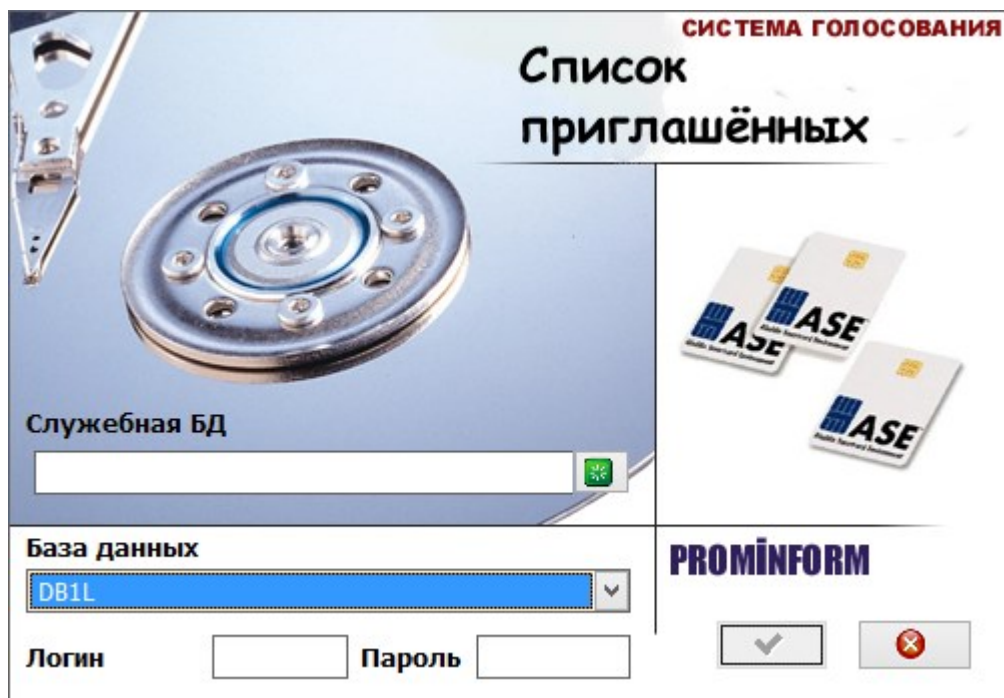 СИСТЕМА ГОЛОСОВАНИЯ
Список
приглашённых
ASE
ASE
ASE
Служебная БД
База данных
PROMINFORM
DB1L
Логин
Пароль